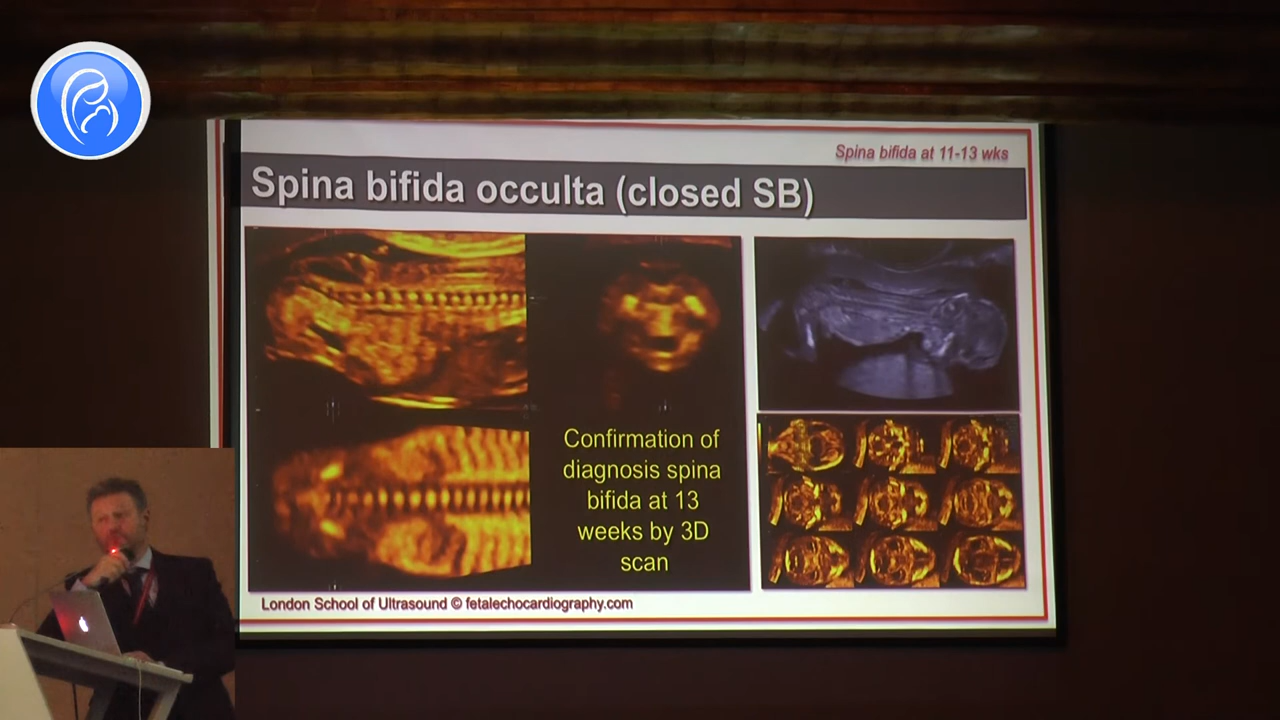 Spina bifida at 11-13 wks
Spina bifida occulta (closed SB)
Confirmation of
diagnosis spina
bifida at 13
weeks by 3D
scan
London School of Ultrasound © fetalechocardiography.com